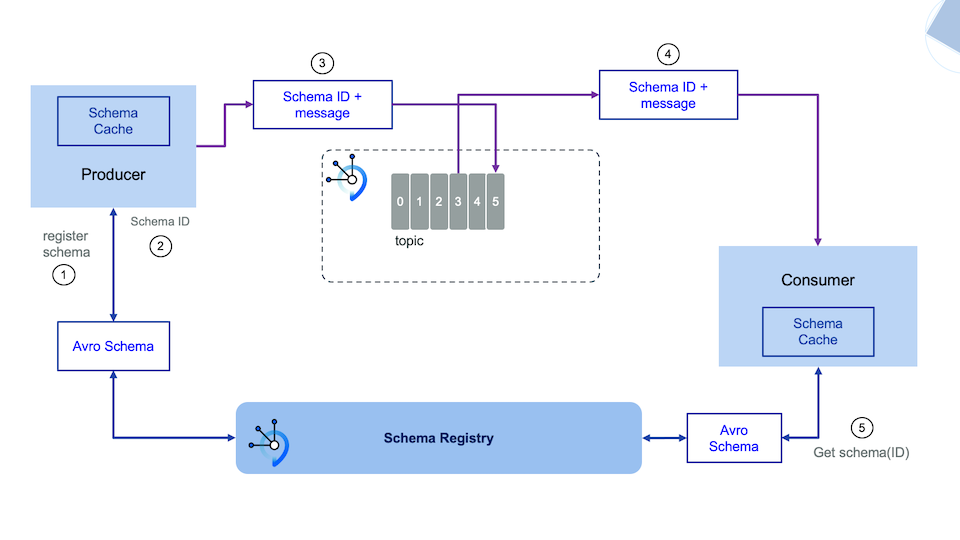 3
4
Schema ID +
message
Schema ID +
message
Schema
Cache
Producer
0 1 2 3 4 5
topic
Schema ID
2
register
schema
1
Consumer
Schema
Cache
Avro Schema
Schema Registry
Avro
Schema
5
Get schema(ID)